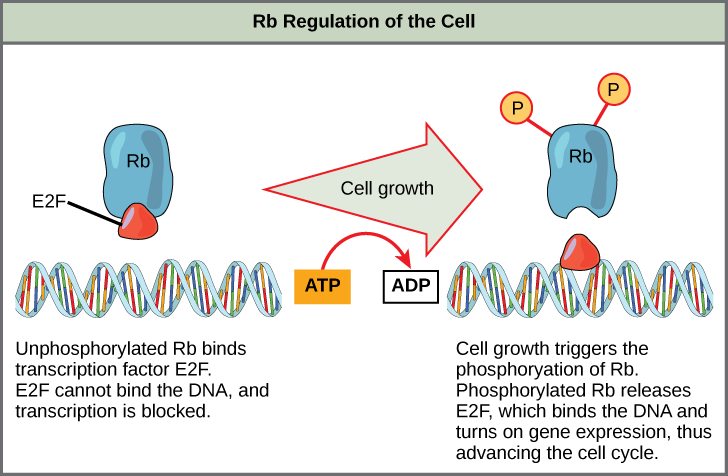 Rb Regulation of the Cell
P
P
Rb
Rb
E2F
Cell growth
ATP
ADP
Unphosphorylated Rb binds
transcription factor E2F.
E2F cannot bind the DNA, and
transcription is blocked.
Cell growth triggers the
phosphoryation of Rb.
Phosphorylated Rb releases
E2F, which binds the DNA and
turns on gene expression, thus
advancing the cell cycle.